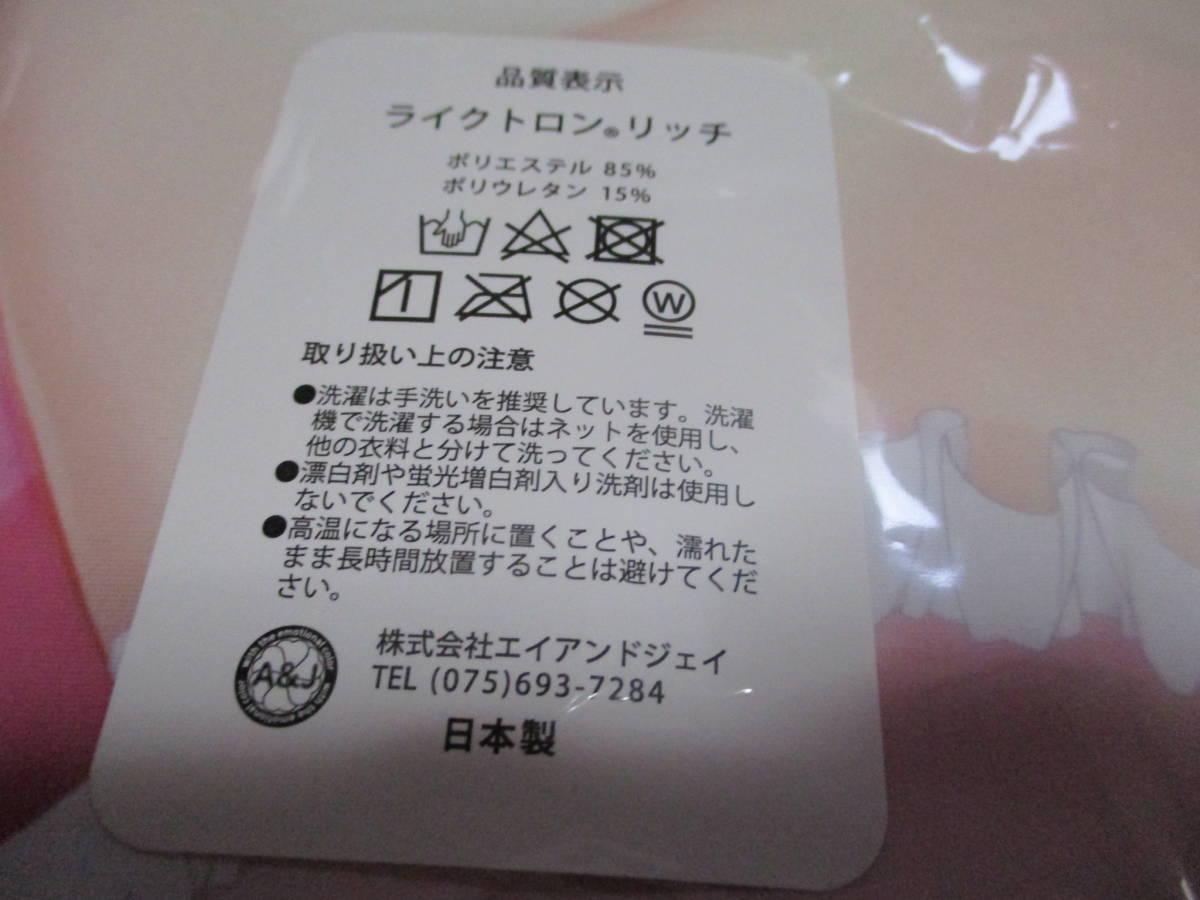 品質表示
ライクトロン®リッチ
ポリエステル 85%
ポリウレタン 15%
W
取り扱い上の注意
●洗濯は手洗いを推奨しています。洗濯
機で洗濯する場合はネットを使用し、
他の衣料と分けて洗ってください。
●漂白剤や蛍光増白剤入り洗剤は使用し
ないでください。
●高温になる場所に置くことや、濡れた
まま長時間放置することは避けてくだ
さい。
with the emotional color
A&J
with the emotional color
株式会社エイアンドジェイ
TEL (075)693-7284
日本製